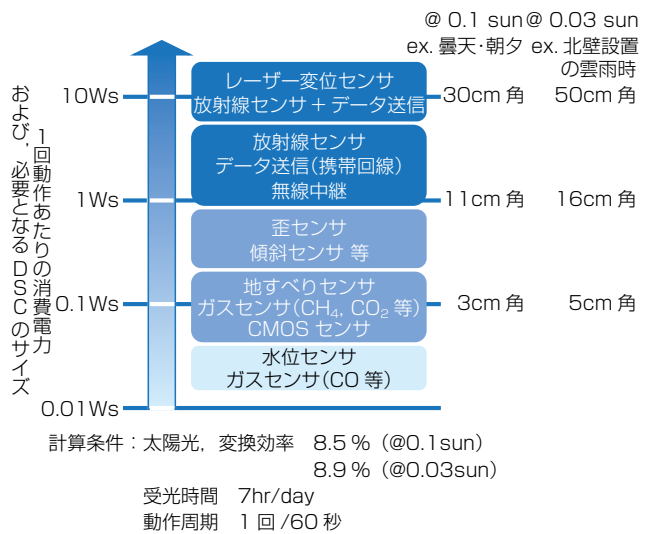 @ 0.1 sun @ 0.03 sun
ex. 曇天・朝夕 ex. 北壁設置
の雲雨時
1回動作あたりの消費電力
および，必要となるDSCのサイズ
レーザー変位センサ
放射線センサ + データ送信
10Ws
30cm 角
50cm 角
放射線センサ
データ送信（携帯回線）
無線中継
1Ws
11cm 角
16cm 角
歪センサ
傾斜センサ 等
地すべりセンサ
ガスセンサ（CH₄, CO₂ 等）
CMOS センサ
0.1Ws
3cm 角
5cm 角
水位センサ
ガスセンサ（CO 等）
0.01Ws
計算条件：太陽光，変換効率 8.5 %（@0.1sun）
8.9 %（@0.03sun）
受光時間 7hr/day
動作周期 1 回 /60 秒